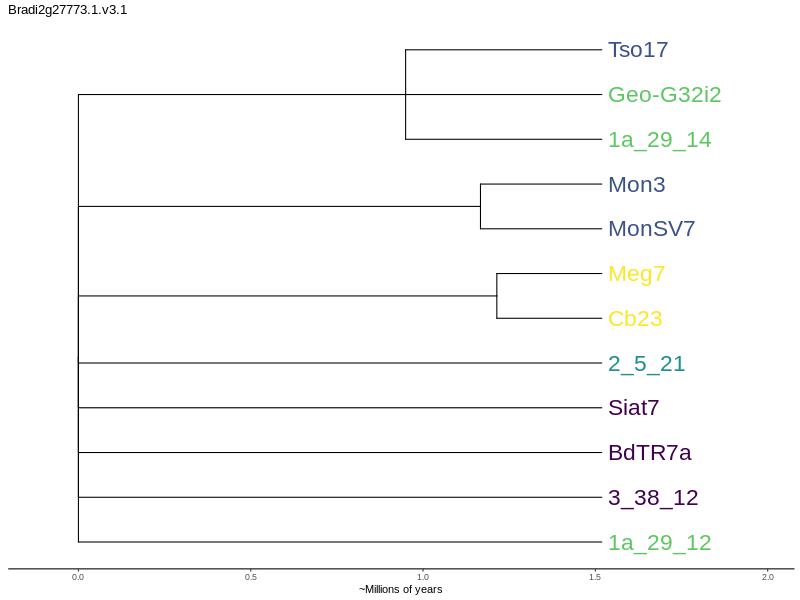 Bradi2g27773.1.v3.1
Tso17
Geo-G32i2
1a_29_14
Mon3
MonSV7
Meg7
Cb23
2_5_21
Siat7
BdTR7a
3_38_12
1a_29_12
0.0 0.5 1.0 1.5 2.0
~Millions of years